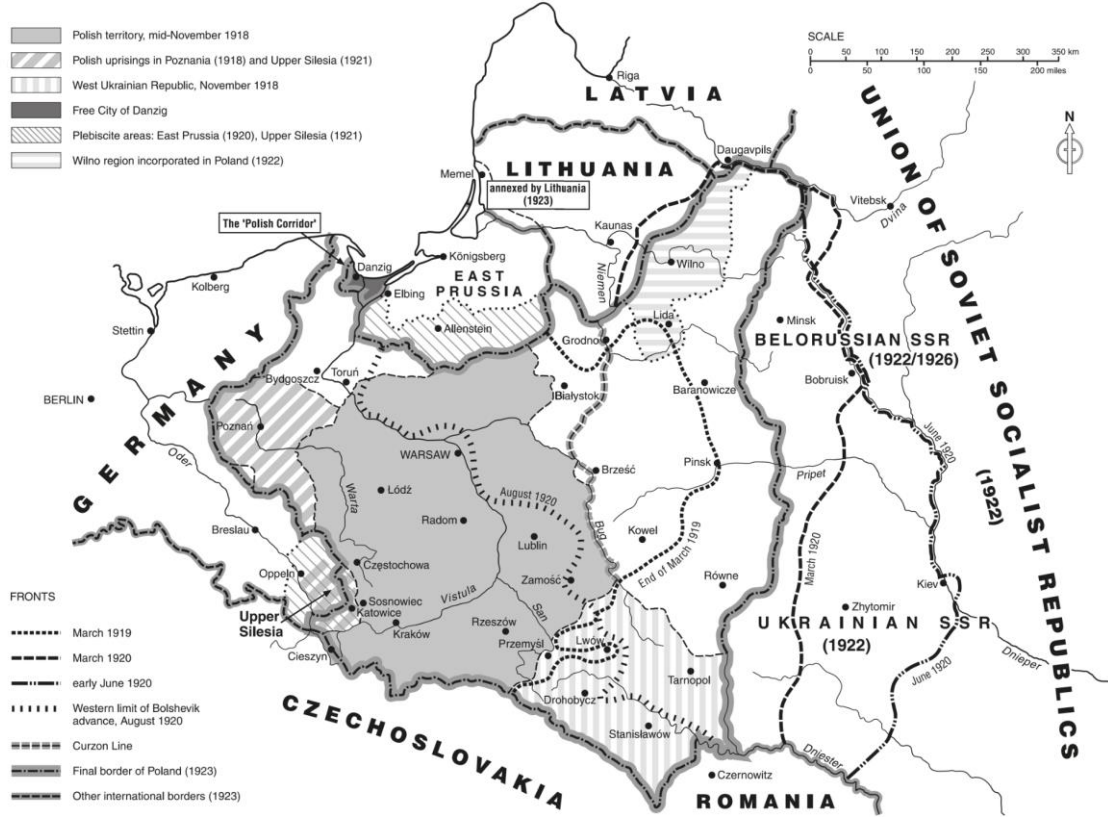 Polish territory, mid-November 1918
Polish uprisings in Poznania (1918) and Upper Silesia (1921)
West Ukrainian Republic, November 1918
Free City of Danzig
Plebiscite areas: East Prussia (1920), Upper Silesia (1921)
Wilno region incorporated in Poland (1922)
SCALE
0 50 100 150 200 250 300 350 km
0 50 100 150 200 miles
N
Riga
LATVIA
LITHUANIA
Daugavpils
Memel
annexed by Lithuania
(1923)
UNION OF SOVIET SOCIALIST REPUBLICS
(1922)
Vitebsk
Dvina
The 'Polish Corridor'
Kaunas
Niemen
Wilno
Königsberg
Danzig
EAST
PRUSSIA
Elbing
Kolberg
Allenstein
Stettin
Lida
Grodno
Minsk
BELORUSSIAN SSR
(1922/1926)
Bobruisk
GERMANY
Bydgoszcz
Toruń
Białystok
Baranowicze
BERLIN
Poznań
Oder
WARSAW
Brześć
Pinsk
Pripet
June 1920
Warta
Łódź
August 1920
Radom
Bug
Kowel
End of March 1919
March 1920
Breslau
Lublin
Oppeln
Częstochowa
Zamość
Równe
Kiev
Upper
Silesia
Sosnowiec
Katowice
Vistula
San
Kraków
Rzeszów
Przemyśl
Lwów
Zhytomir
UKRAINIAN SSR
(1922)
Dnieper
June 1920
Cieszyn
Tarnopol
Drohobycz
Stanisławów
CZECHOSLOVAKIA
Dniester
Czernowitz
ROMANIA
FRONTS
March 1919
March 1920
early June 1920
Western limit of Bolshevik
advance, August 1920
Curzon Line
Final border of Poland (1923)
Other international borders (1923)